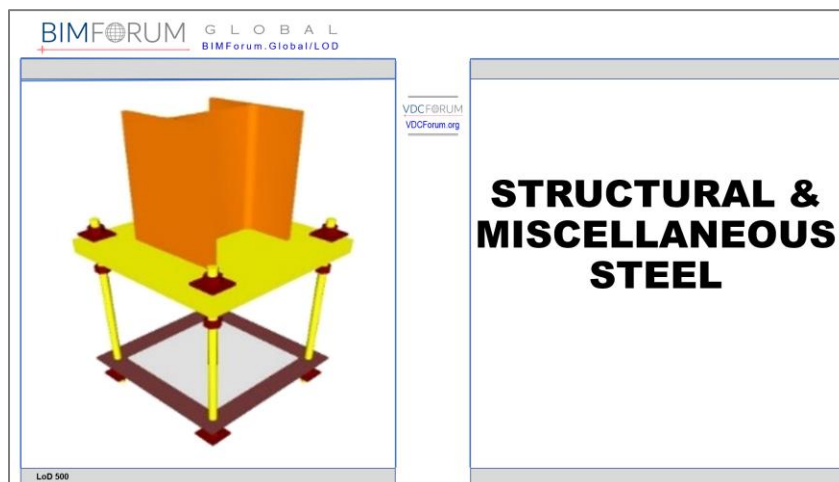 BIMFORUM GLOBAL
BIMForum.Global/LOD
VDCFORUM
VDCForum.org
STRUCTURAL &
MISCELLANEOUS
STEEL
LoD 500